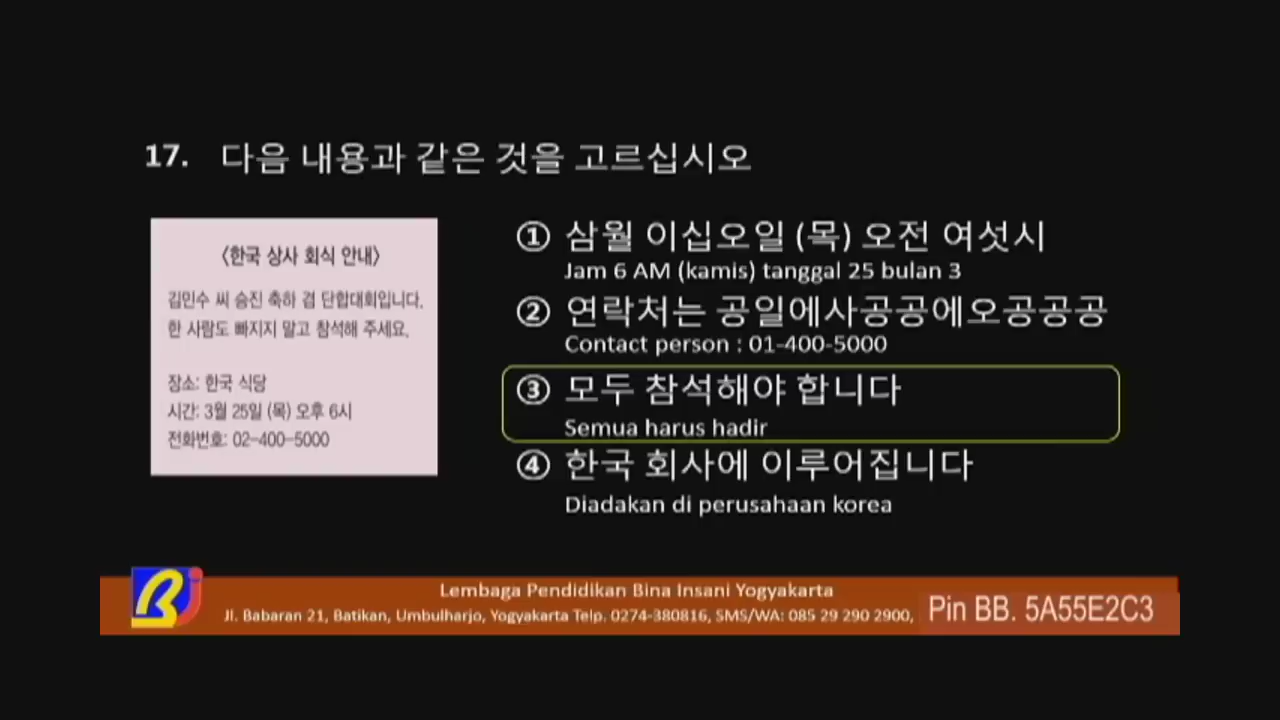 17. 다음 내용과 같은 것을 고르십시오
〈한국 상사 회식 안내〉
김민수 씨 승진 축하 겸 단합대회입니다.
한 사람도 빠지지 말고 참석해 주세요.
장소: 한국 식당
시간: 3월 25일 (목) 오후 6시
전화번호: 02-400-5000
① 삼월 이십오일 (목) 오전 여섯시
Jam 6 AM (kamis) tanggal 25 bulan 3
② 연락처는 공일에사공공에오공공공
Contact person : 01-400-5000
③ 모두 참석해야 합니다
Semua harus hadir
④ 한국 회사에 이루어집니다
Diadakan di perusahaan korea
Lembaga Pendidikan Bina Insani Yogyakarta
Jl. Babaran 21, Batikan, Umbulharjo, Yogyakarta Telp. 0274-380816, SMS/WA: 085 29 290 2900, Pin BB. 5A55E2C3